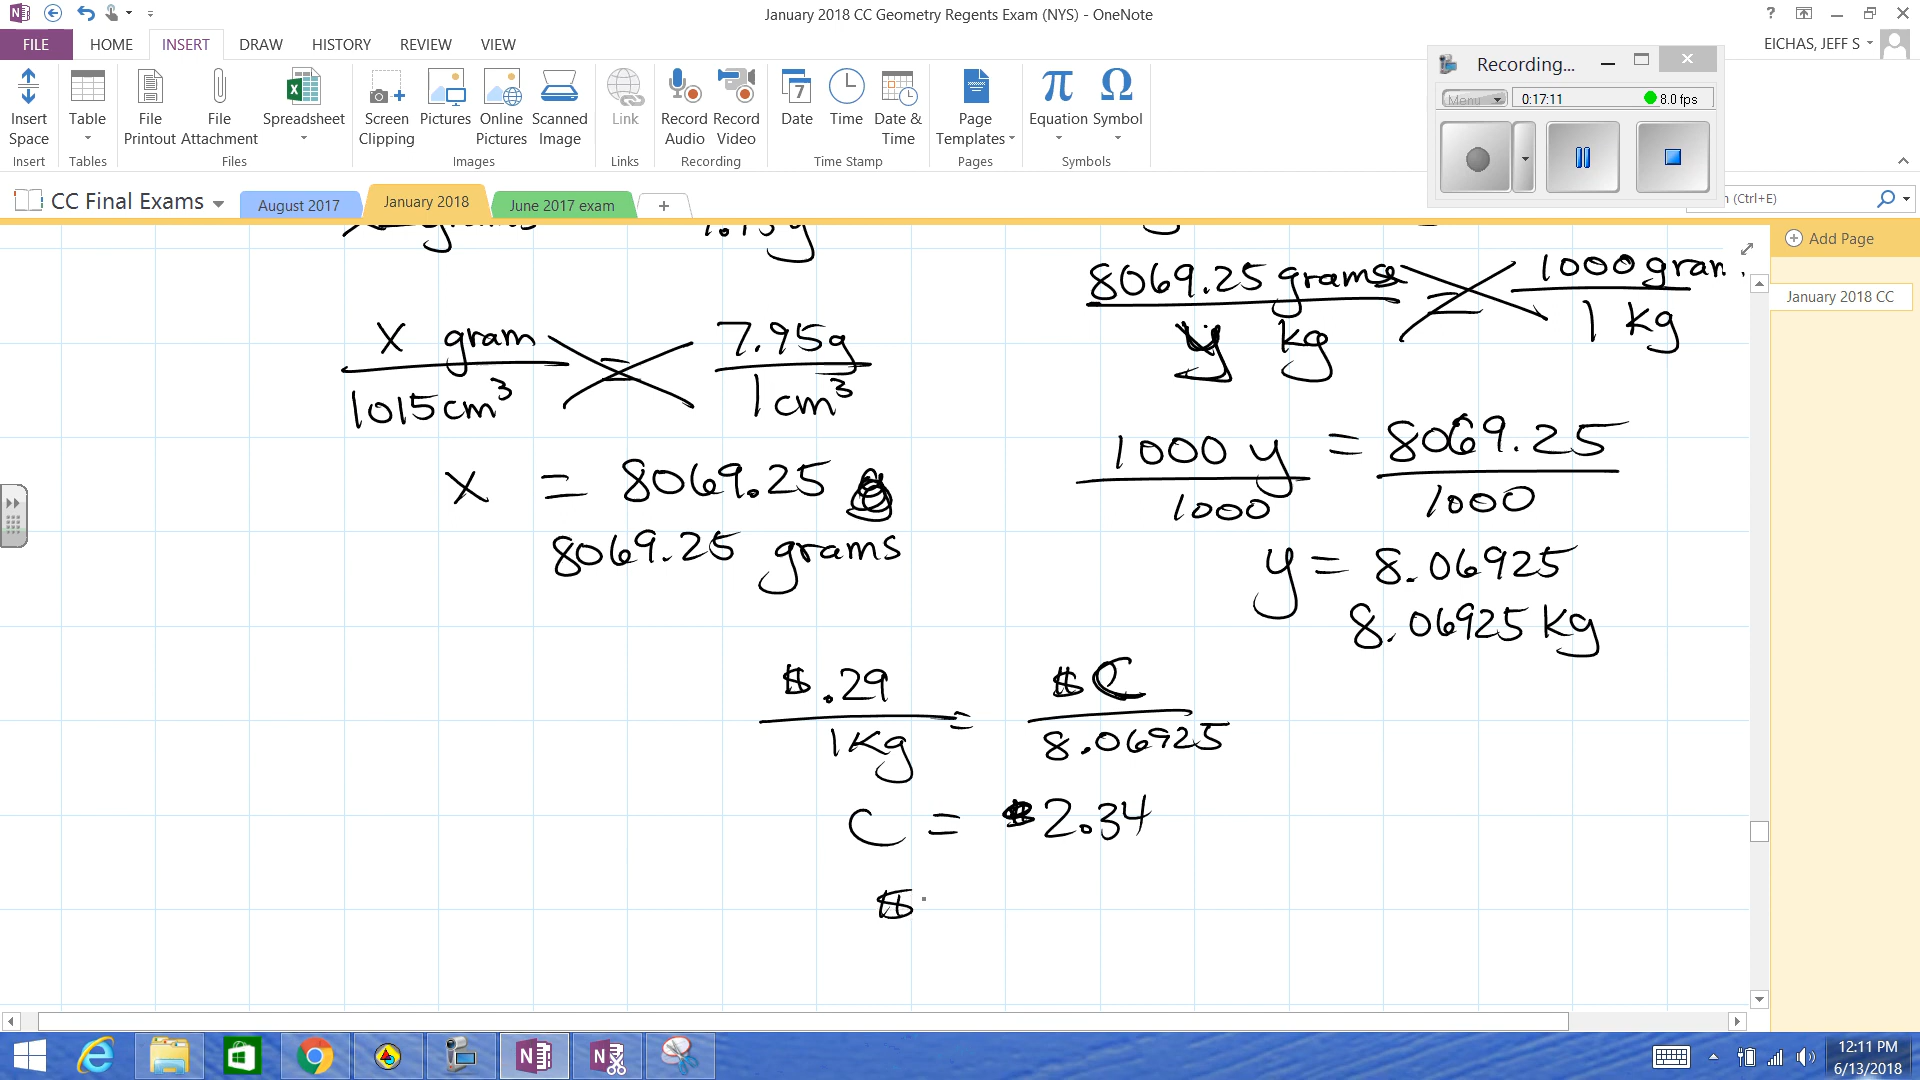 January 2018 CC Geometry Regents Exam (NYS) - OneNote
FILE HOME INSERT DRAW HISTORY REVIEW VIEW
EICHAS, JEFF S
Insert Space
Table
File Printout
File Attachment
Spreadsheet
Screen Clipping
Pictures
Online Pictures
Scanned Image
Link
Record Audio
Record Video
Date
Time
Date & Time
Page Templates
Equation
Symbol
Insert Tables Files Images Links Recording Time Stamp Pages Symbols
Recording...
Menu 0:17:11 8.0 fps
CC Final Exams August 2017 January 2018 June 2017 exam +
(Ctrl+E)
Add Page
January 2018 CC
x gram / 1015cm³ = 7.95g / 1cm³
x = 8069.25
8069.25 grams
8069.25 grams / y kg = 1000 gram / 1 kg
1000 y / 1000 = 8069.25 / 1000
y = 8.06925
8.06925 kg
$.29 / 1kg = $C / 8.06925
C = $2.34
$
12:11 PM
6/13/2018